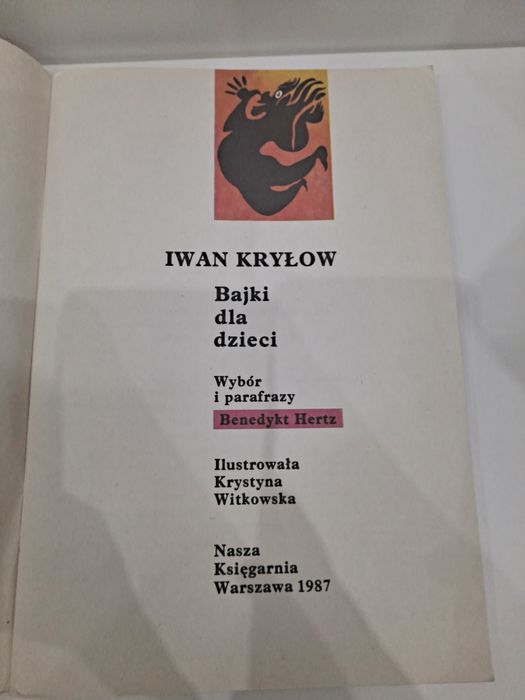 IWAN KRYŁOW
Bajki
dla
dzieci
Wybór
i parafrazy
Benedykt Hertz
Ilustrowała
Krystyna
Witkowska
Nasza
Księgarnia
Warszawa 1987